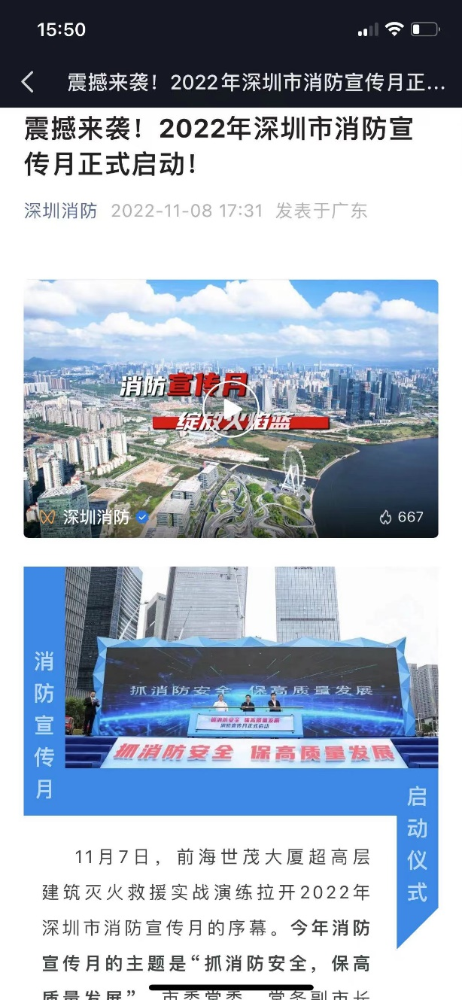 15:50
震撼来袭！2022年深圳市消防宣传月正...
震撼来袭！2022年深圳市消防宣
传月正式启动！
深圳消防 2022-11-08 17:31 发表于广东
消防宣传月
绽放火焰蓝
深圳消防 667
消防宣传月
抓消防安全 保高质量发展
抓消防安全 保高质量发展
消防宣传月正式启动
抓消防安全 保高质量发展
启动仪式
11月7日，前海世茂大厦超高层
建筑灭火救援实战演练拉开2022年
深圳市消防宣传月的序幕。今年消防
宣传月的主题是“抓消防安全，保高
质量发展”。市委常委、常务副市长